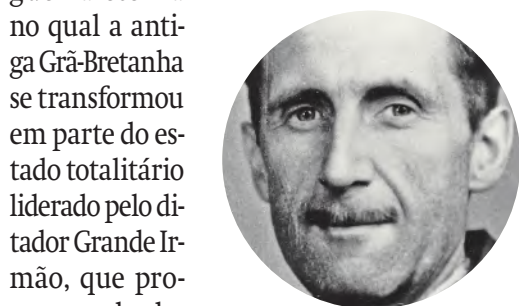 no qual a anti-
ga Grã-Bretanha
se transformou
em parte do es-
tado totalitário
liderado pelo di-
tador Grande Ir-
mão, que pro-